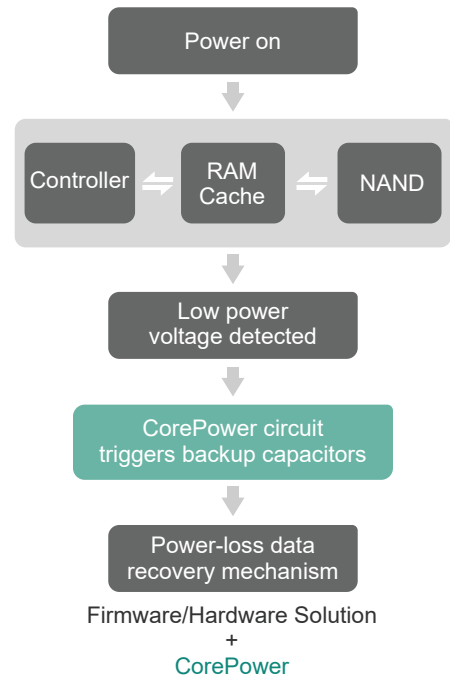 Power on
Controller
RAM
Cache
NAND
Low power
voltage detected
CorePower circuit
triggers backup capacitors
Power-loss data
recovery mechanism
Firmware/Hardware Solution
+
CorePower